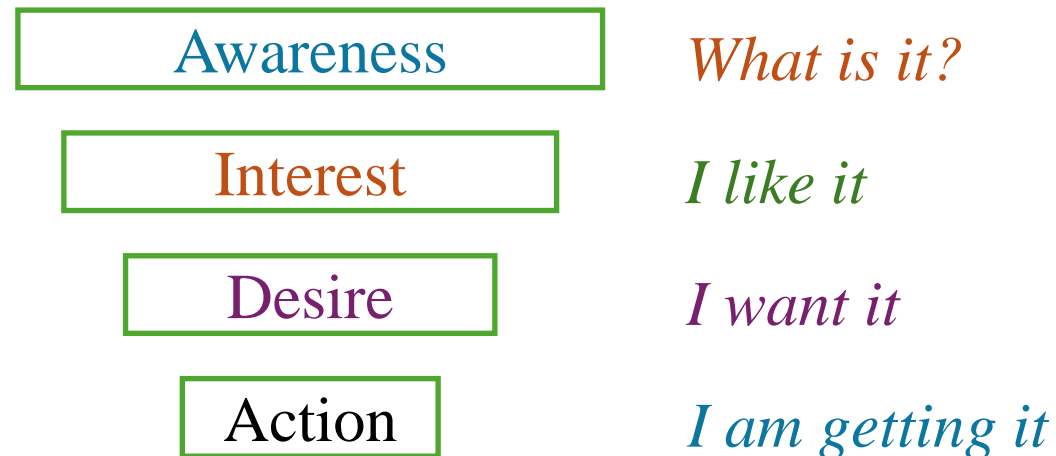 Awareness What is it?
Interest I like it
Desire I want it
Action I am getting it